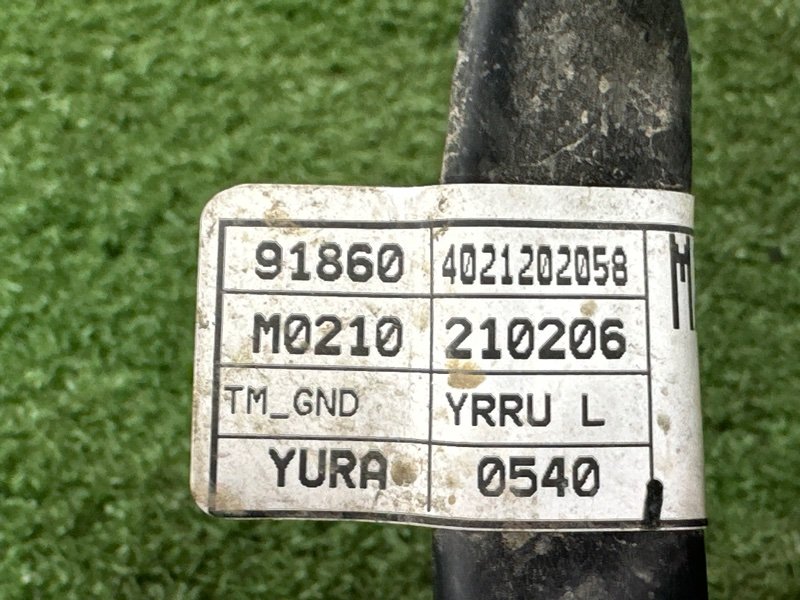 91860 4021202058
M0210 210206
TM_GND YRRU L
YURA 0540
M